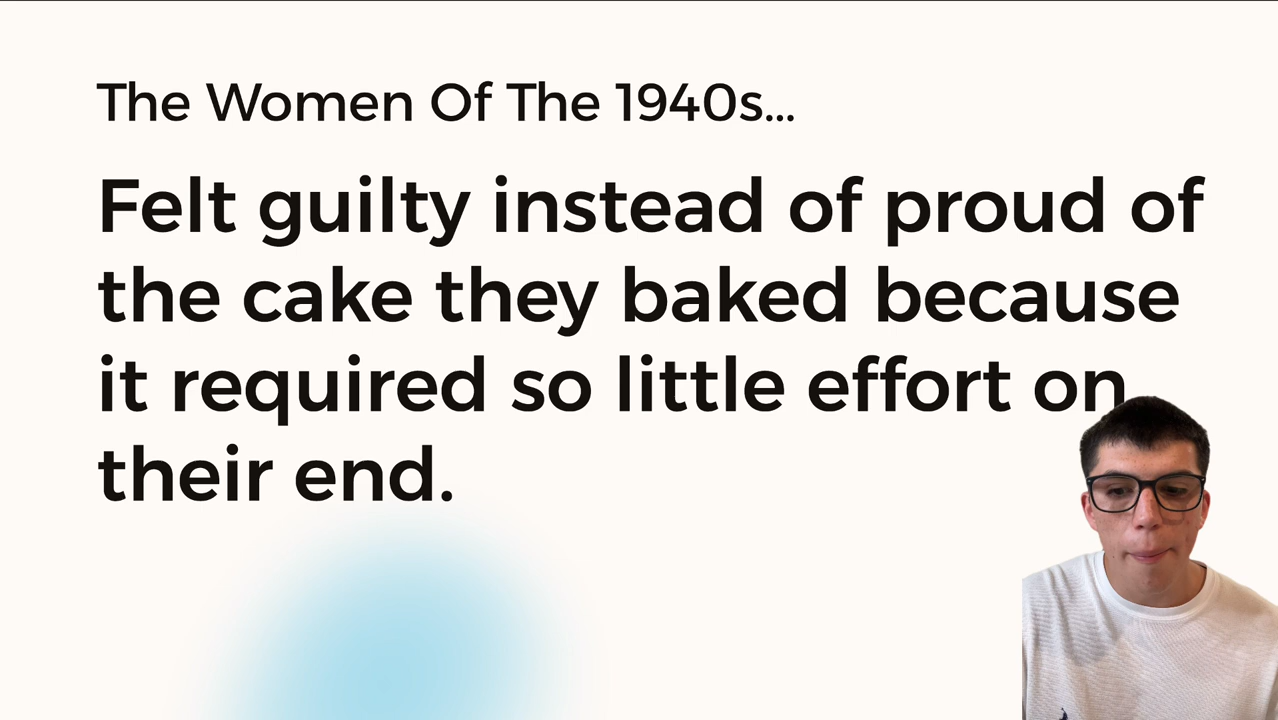 The Women Of The 1940s...
Felt guilty instead of proud of
the cake they baked because
it required so little effort on
their end.